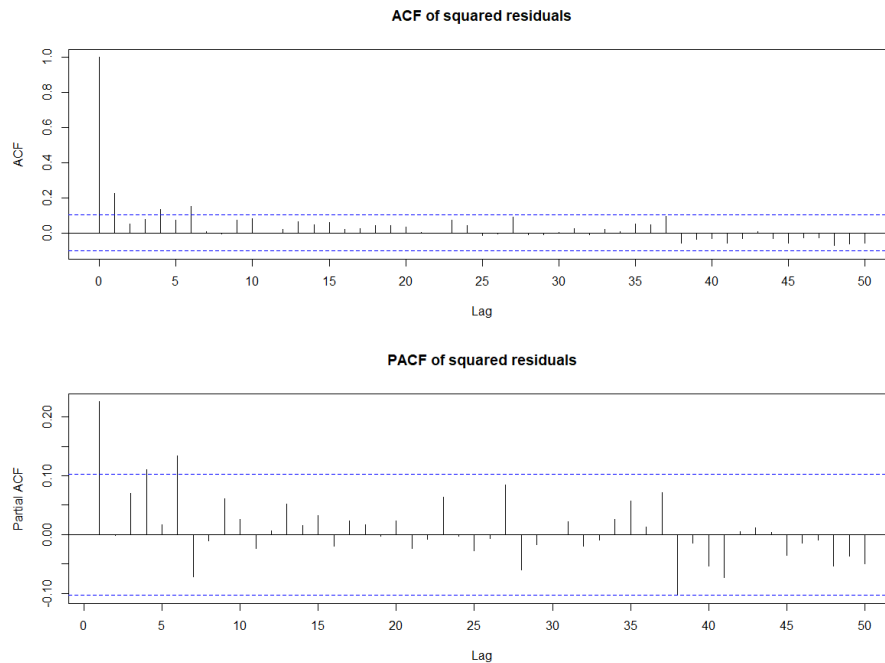 ACF of squared residuals
1.0
0.8
0.6
0.4
0.2
0.0
ACF
0 5 10 15 20 25 30 35 40 45 50
Lag
PACF of squared residuals
0.20
0.10
0.00
-0.10
Partial ACF
0 5 10 15 20 25 30 35 40 45 50
Lag